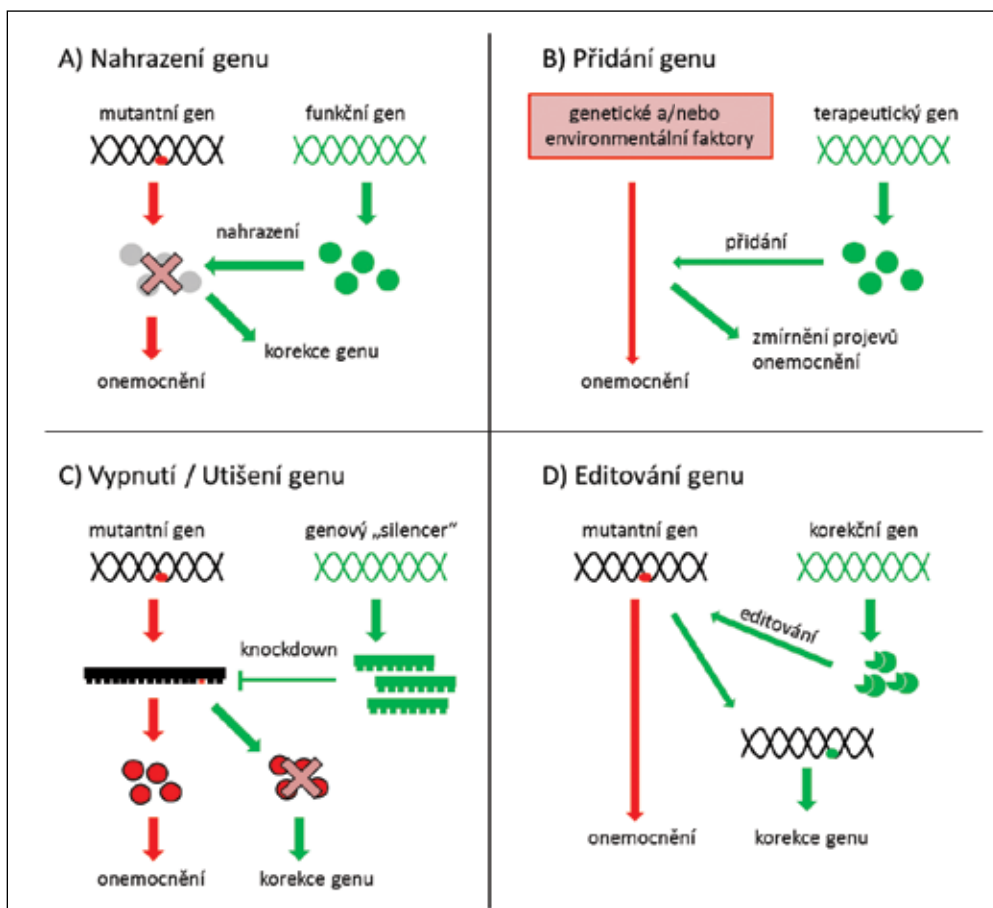 A) Nahrazení genu
mutantní gen
funkční gen
nahrazení
korekce genu
onemocnění
B) Přidání genu
genetické a/nebo
environmentální faktory
terapeutický gen
přidání
zmírnění projevů
onemocnění
onemocnění
C) Vypnutí / Utišení genu
mutantní gen
genový „silencer“
knockdown
onemocnění
korekce genu
D) Editování genu
mutantní gen
korekční gen
editování
onemocnění
korekce genu